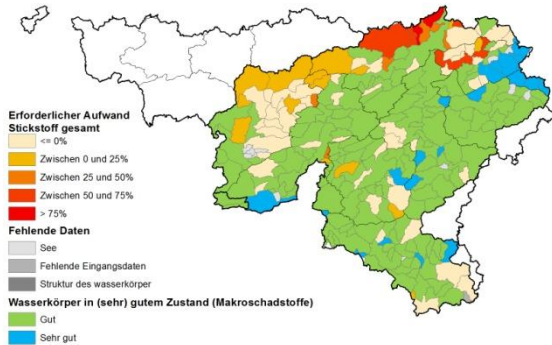 Erforderlicher Aufwand
Stickstoff gesamt
<= 0%
Zwischen 0 und 25%
Zwischen 25 und 50%
Zwischen 50 und 75%
> 75%
Fehlende Daten
See
Fehlende Eingangsdaten
Struktur des wasserkörper
Wasserkörper in (sehr) gutem Zustand (Makroschadstoffe)
Gut
Sehr gut